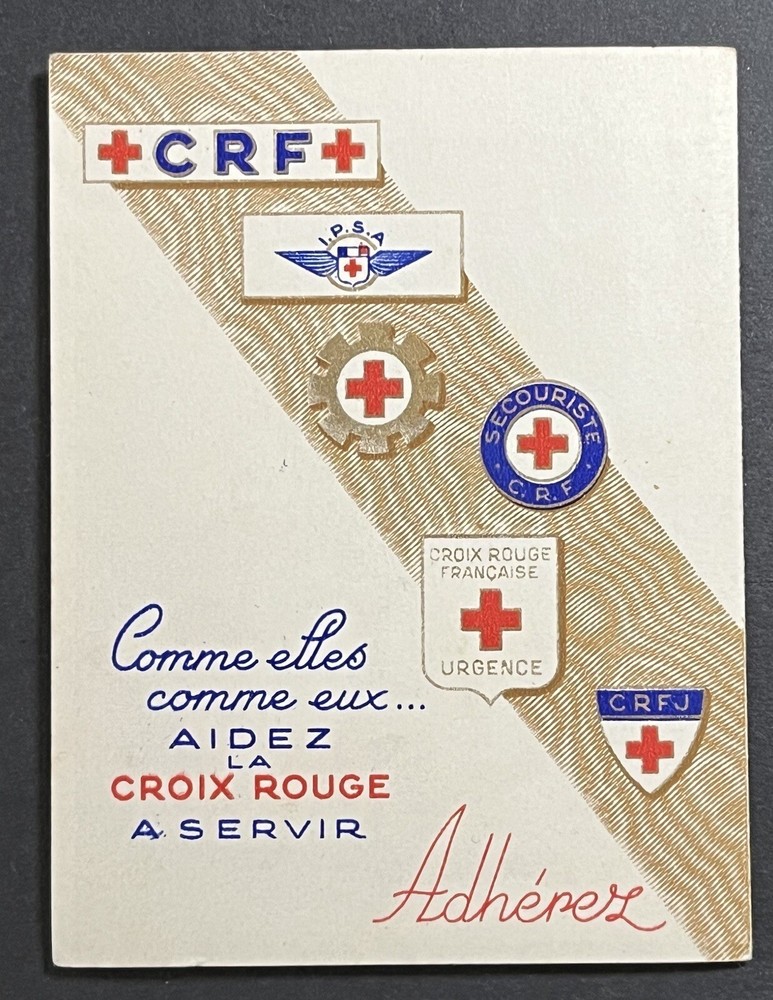 CRF
I.P.S.A
SECOURISTE
C.R.F
CROIX ROUGE
FRANÇAISE
URGENCE
CRFJ
Comme elles
comme eux...
AIDEZ
LA
CROIX ROUGE
A SERVIR
Adhérez